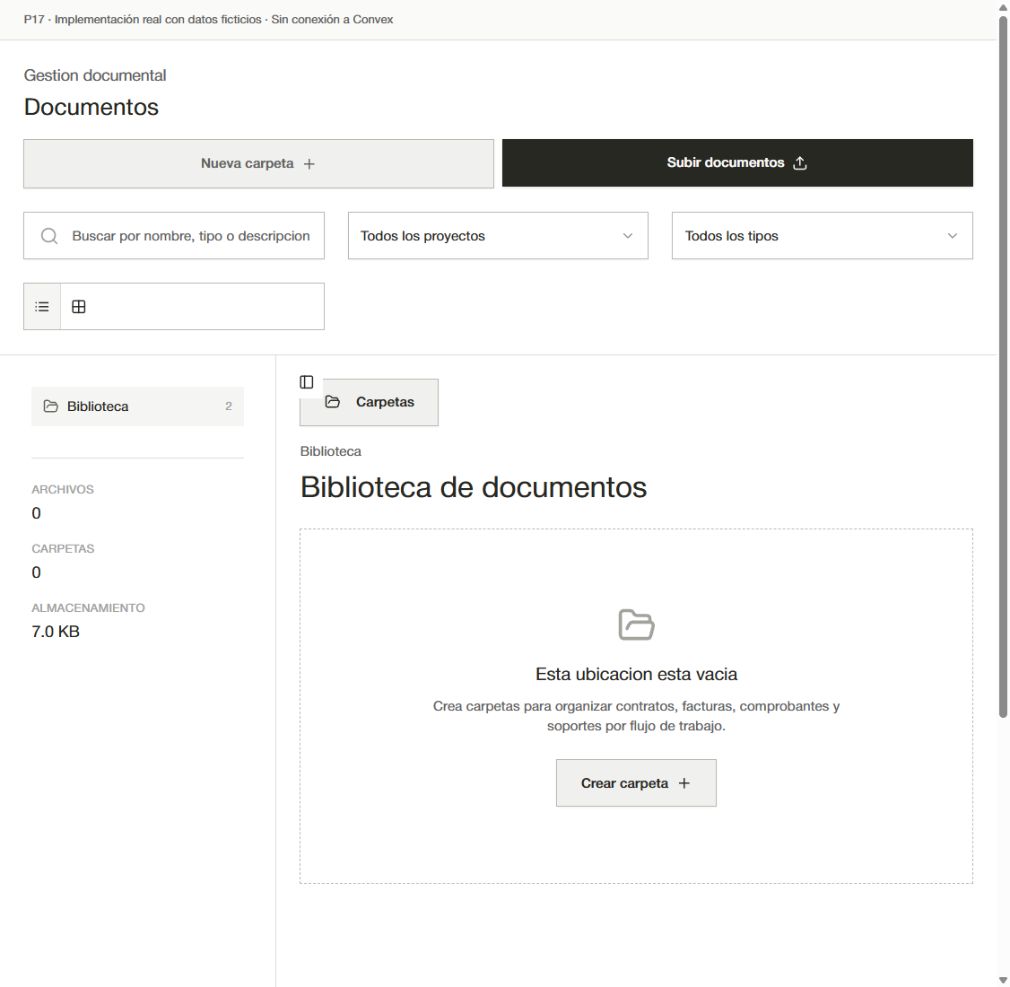 P17 · Implementación real con datos ficticios · Sin conexión a Convex
Gestion documental
Documentos
Nueva carpeta
Subir documentos
Buscar por nombre, tipo o descripcion
Todos los proyectos
Todos los tipos
Biblioteca 2
ARCHIVOS
0
CARPETAS
0
ALMACENAMIENTO
7.0 KB
Carpetas
Biblioteca
Biblioteca de documentos
Esta ubicacion esta vacia
Crea carpetas para organizar contratos, facturas, comprobantes y
soportes por flujo de trabajo.
Crear carpeta